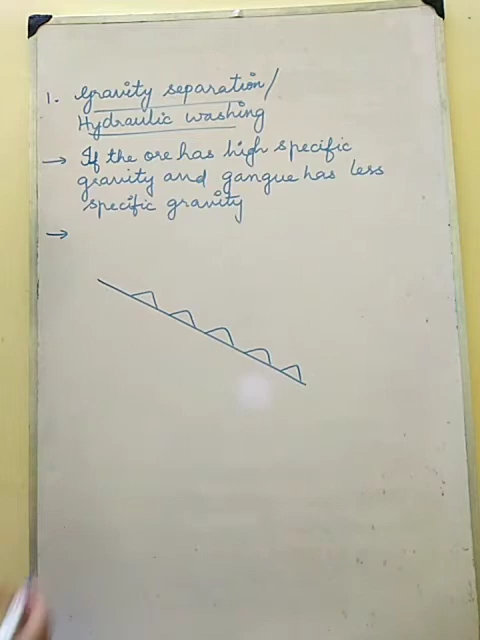 1. Gravity separation/
Hydraulic washing
→ If the ore has high specific
gravity and gangue has less
specific gravity
→